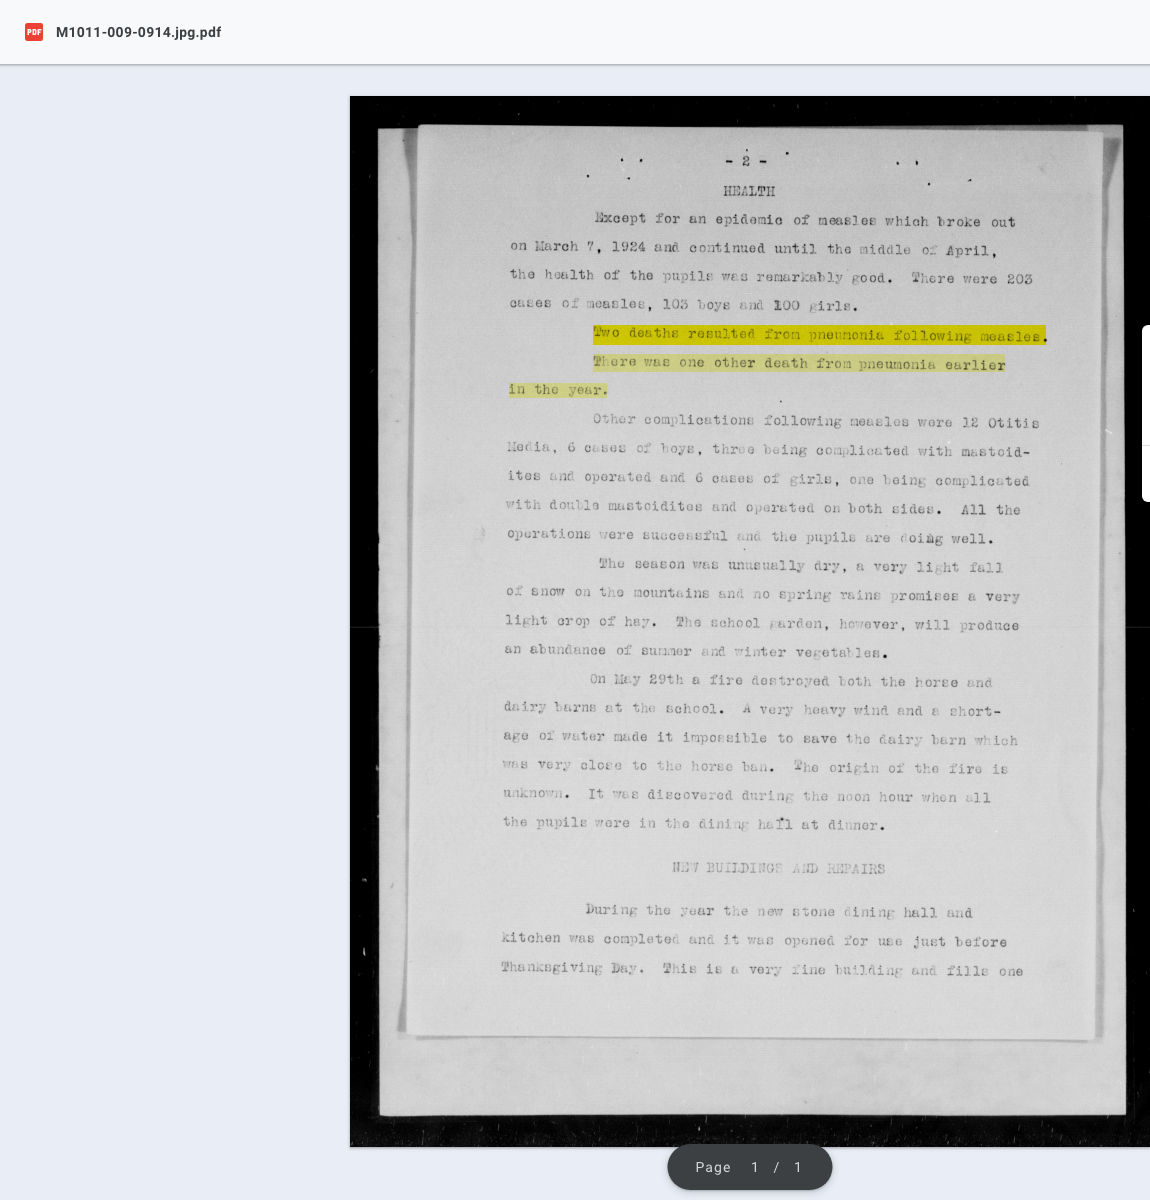 M1011-009-0914.jpg.pdf
- 2 -
HEALTH
Except for an epidemic of measles which broke out
on March 7, 1924 and continued until the middle of April,
the health of the pupils was remarkably good. There were 203
cases of measles, 103 boys and 100 girls.
Two deaths resulted from pneumonia following measles.
There was one other death from pneumonia earlier
in the year.
Other complications following measles were 12 Otitis
Media, 6 cases of boys, three being complicated with mastoid-
ites and operated and 6 cases of girls, one being complicated
with double mastoidites and operated on both sides. All the
operations were successful and the pupils are doing well.
The season was unusually dry, a very light fall
of snow on the mountains and no spring rains promises a very
light crop of hay. The school garden, however, will produce
an abundance of summer and winter vegetables.
On May 29th a fire destroyed both the horse and
dairy barns at the school. A very heavy wind and a short-
age of water made it impossible to save the dairy barn which
was very close to the horse ban. The origin of the fire is
unknown. It was discovered during the noon hour when all
the pupils were in the dining hall at dinner.
NEW BUILDINGS AND REPAIRS
During the year the new stone dining hall and
kitchen was completed and it was opened for use just before
Thanksgiving Day. This is a very fine building and fills one
Page 1 / 1